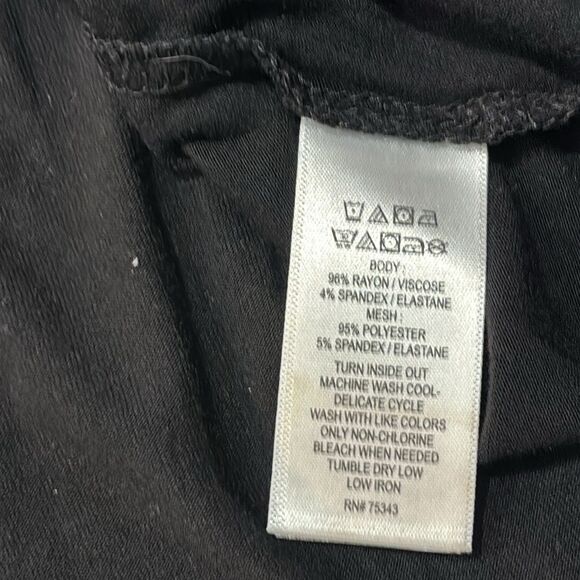 BODY :
96% RAYON / VISCOSE
4% SPANDEX / ELASTANE
MESH :
95% POLYESTER
5% SPANDEX / ELASTANE
TURN INSIDE OUT
MACHINE WASH COOL-
DELICATE CYCLE
WASH WITH LIKE COLORS
ONLY NON-CHLORINE
BLEACH WHEN NEEDED
TUMBLE DRY LOW
LOW IRON
RN# 75343